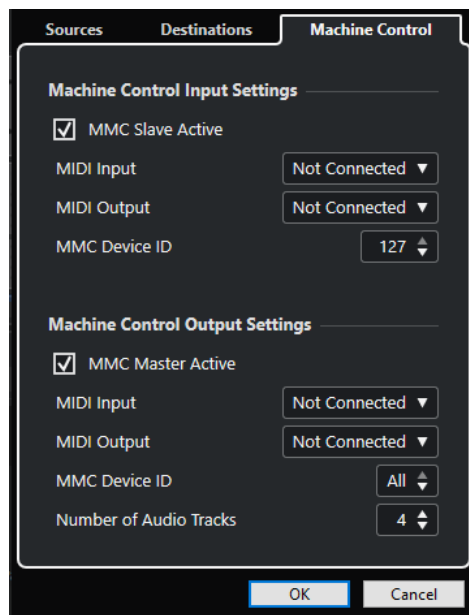 Sources Destinations Machine Control
Machine Control Input Settings
MMC Slave Active
MIDI Input Not Connected
MIDI Output Not Connected
MMC Device ID 127
Machine Control Output Settings
MMC Master Active
MIDI Input Not Connected
MIDI Output Not Connected
MMC Device ID All
Number of Audio Tracks 4
OK Cancel